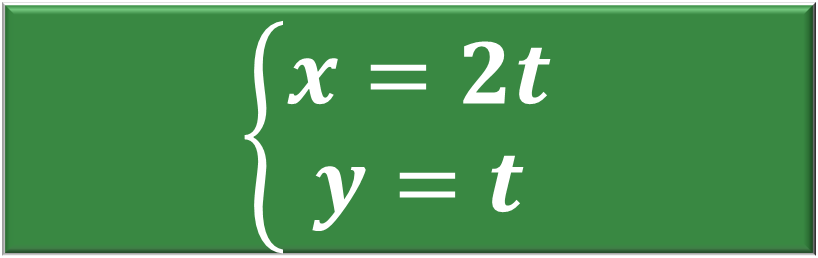 x = 2t
y = t